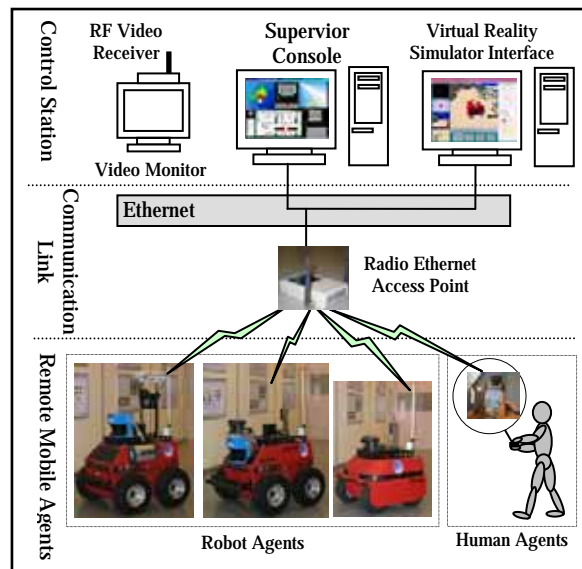 Control Station
RF Video
Receiver
Video Monitor
Supervior
Console
Virtual Reality
Simulator Interface
Communication
Link
Ethernet
Radio Ethernet
Access Point
Remote Mobile Agents
Robot Agents
Human Agents